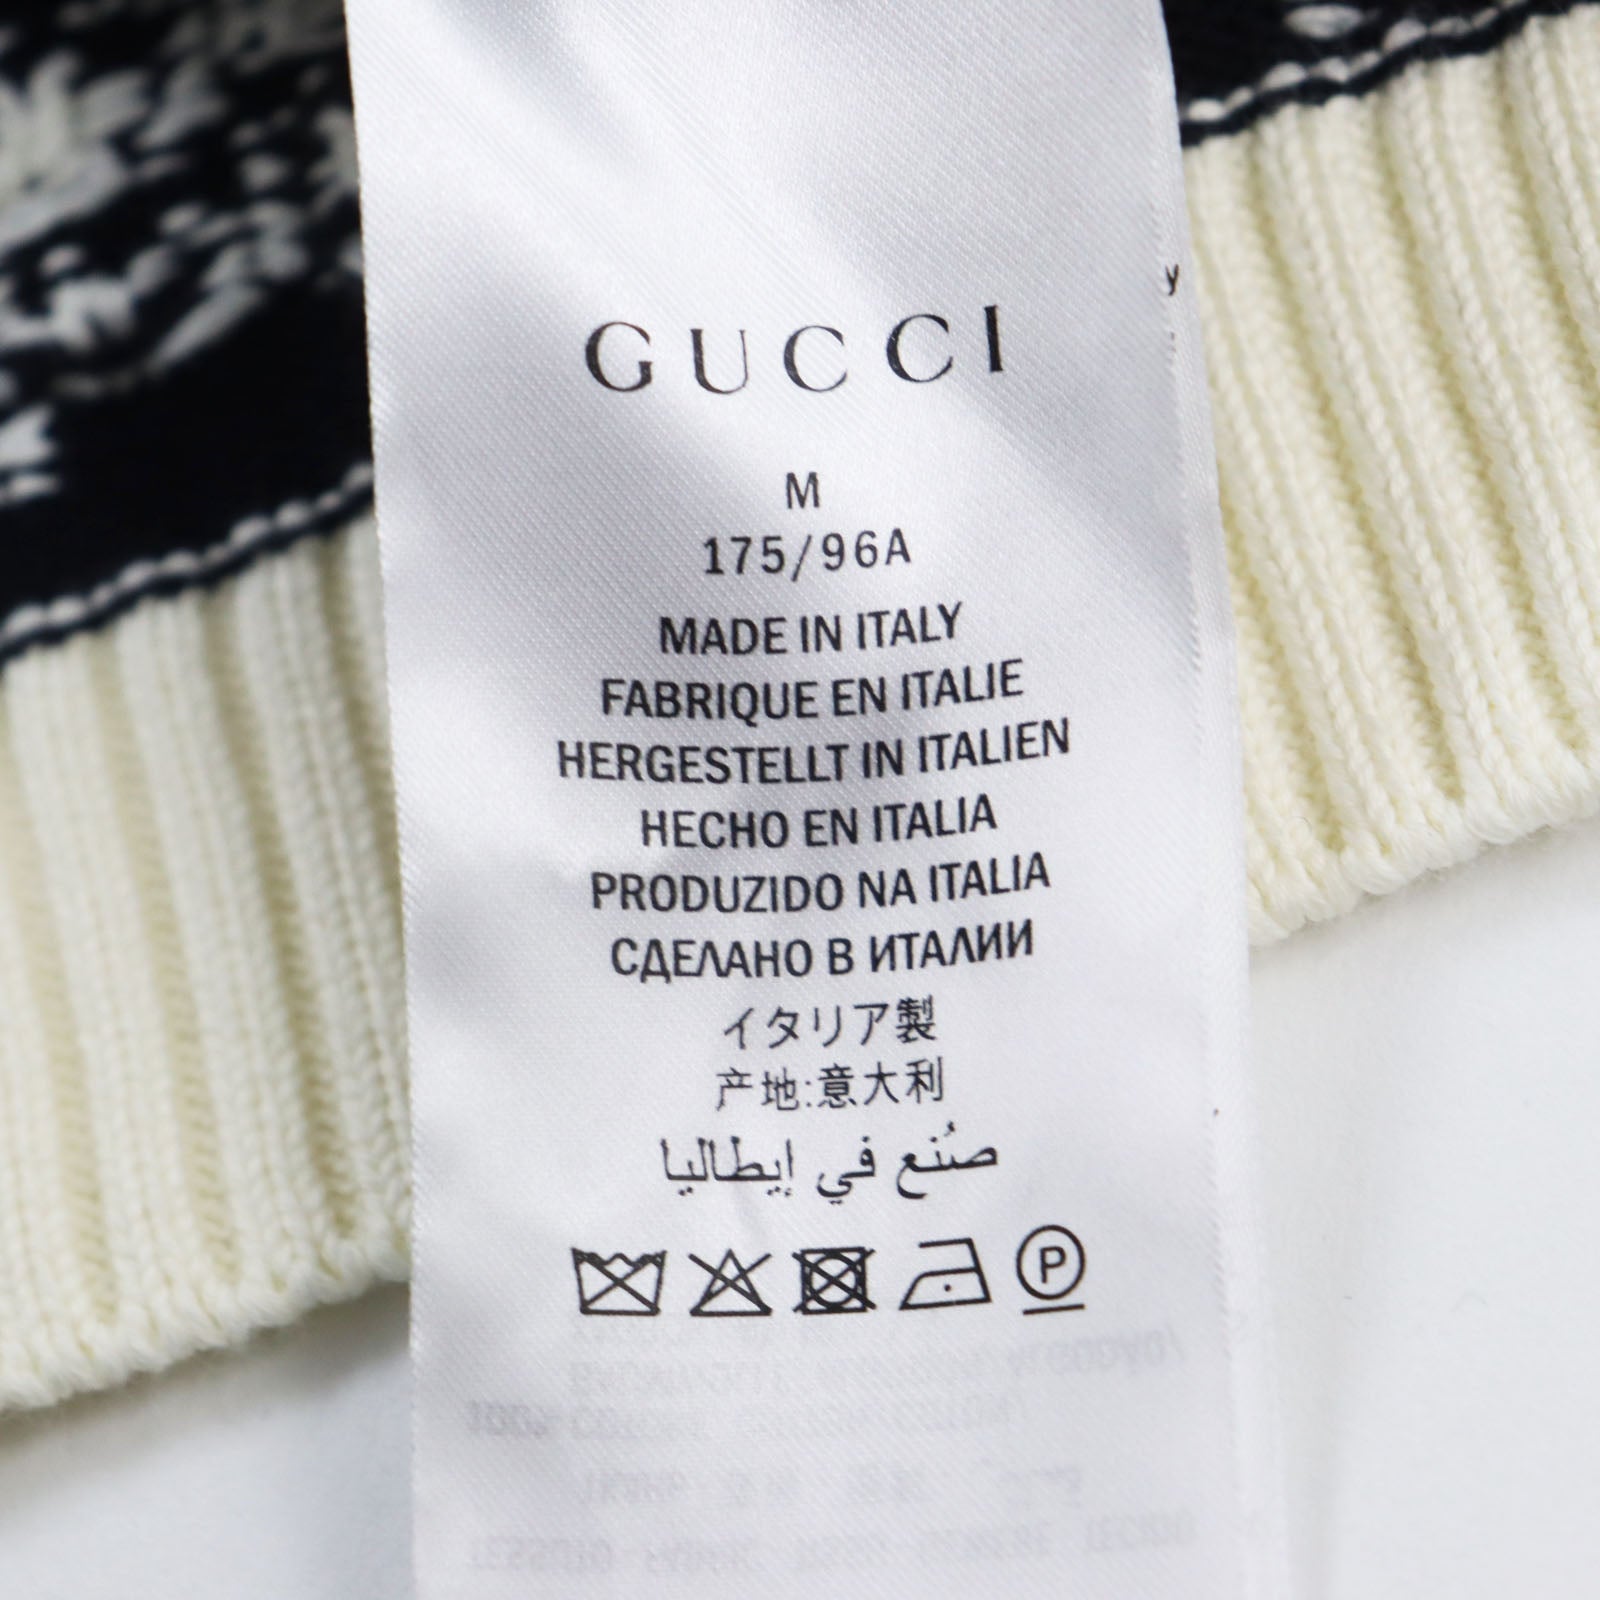 GUCCI
M
175/96A
MADE IN ITALY
FABRIQUE EN ITALIE
HERGESTELLT IN ITALIEN
HECHO EN ITALIA
PRODUZIDO NA ITALIA
СДЕЛАНО В ИТАЛИИ
イタリア製
产地:意大利
صُنع في إيطاليا
P